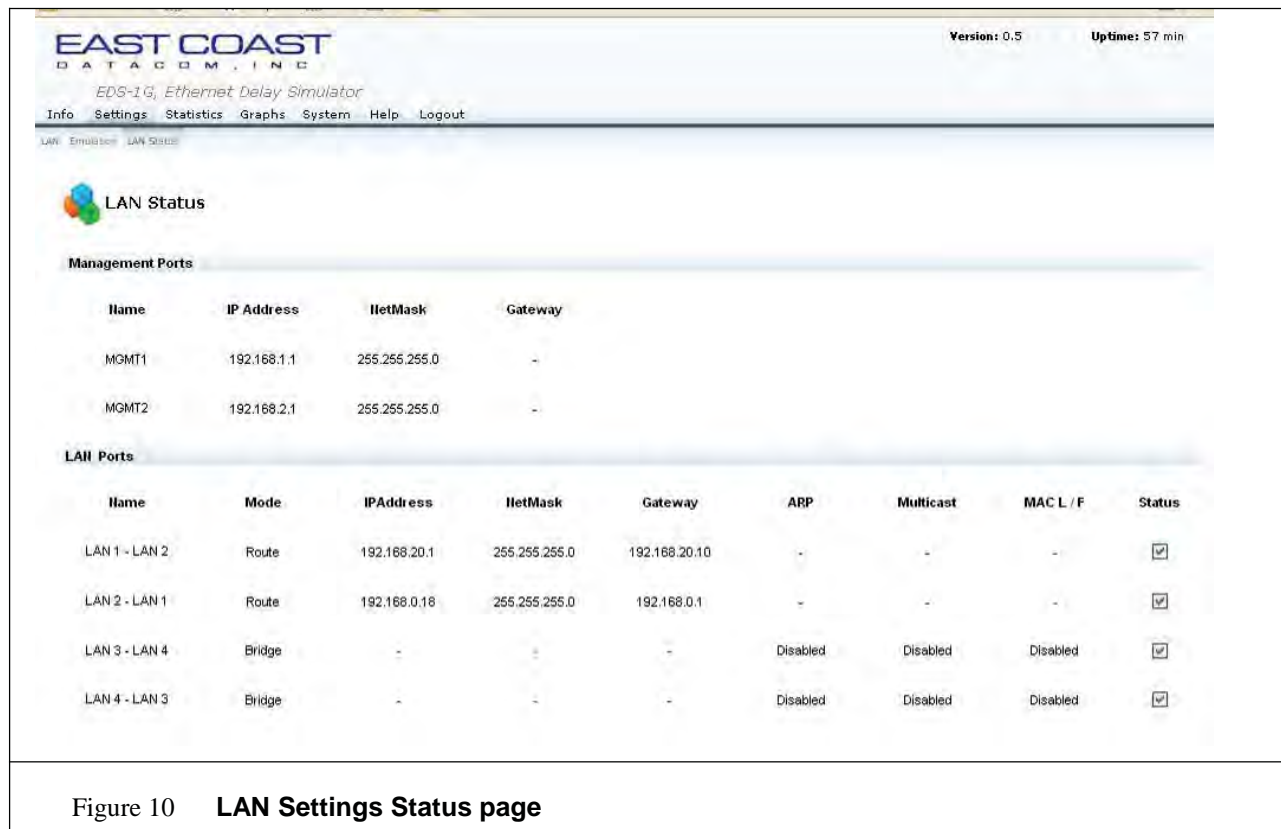 EAST COAST
DATACOM, INC
Version: 0.5 Uptime: 57 min
EDS-1G, Ethernet Delay Simulator
Info Settings Statistics Graphs System Help Logout
LAN Emulation LAN Status
LAN Status
Management Ports
Name IP Address NetMask Gateway
MGMT1 192.168.1.1 255.255.255.0 -
MGMT2 192.168.2.1 255.255.255.0 -
LAN Ports
Name Mode IPAddress NetMask Gateway ARP Multicast MAC L / F Status
LAN 1 - LAN 2 Route 192.168.20.1 255.255.255.0 192.168.20.10 - - -
LAN 2 - LAN 1 Route 192.168.0.18 255.255.255.0 192.168.0.1 - - -
LAN 3 - LAN 4 Bridge - - - Disabled Disabled Disabled
LAN 4 - LAN 3 Bridge - - - Disabled Disabled Disabled
Figure 10 LAN Settings Status page